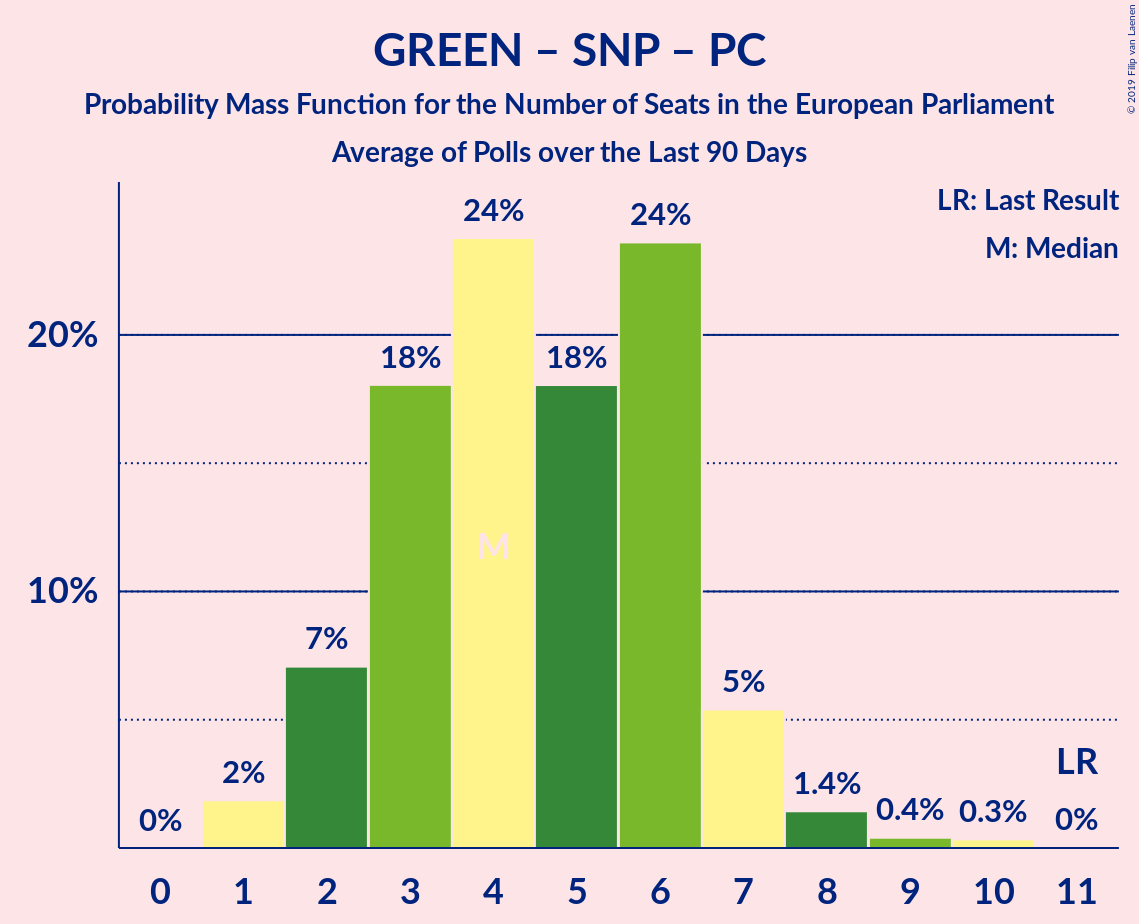 GREEN – SNP – PC
Probability Mass Function for the Number of Seats in the European Parliament
Average of Polls over the Last 90 Days
© 2019 Filip van Laenen
LR: Last Result
M: Median
24%
24%
20%
18%
18%
M
10%
7%
5%
2%
LR
1.4%
0.4%
0.3%
0%
0%
0 1 2 3 4 5 6 7 8 9 10 11